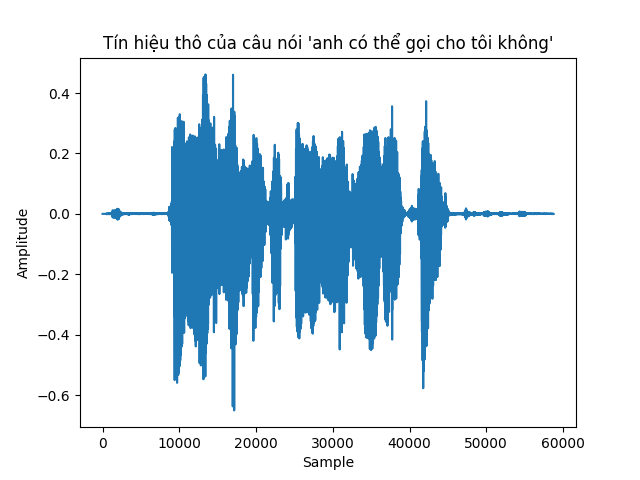 Tín hiệu thô của câu nói 'anh có thể gọi cho tôi không'
0.4
0.2
0.0
−0.2
−0.4
−0.6
Amplitude
0 10000 20000 30000 40000 50000 60000
Sample